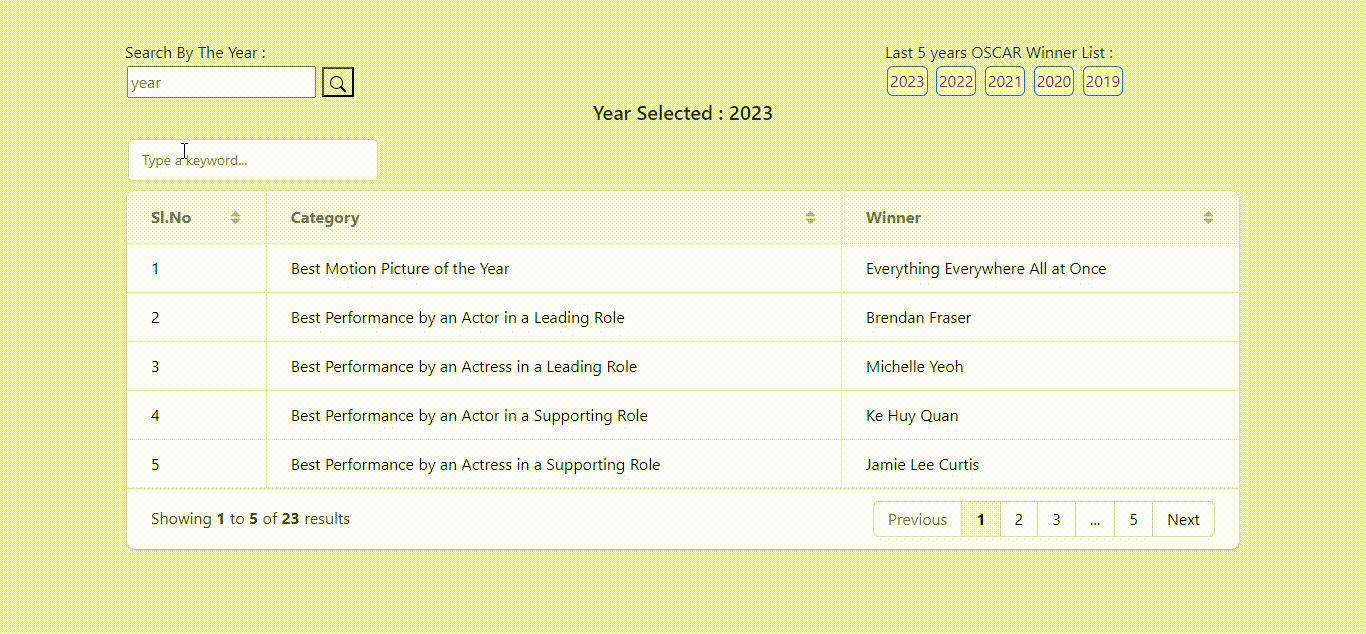 Search By The Year :
Last 5 years OSCAR Winner List :
year
2023 2022 2021 2020 2019
Year Selected : 2023
Type a keyword...
Sl.No Category Winner
1 Best Motion Picture of the Year Everything Everywhere All at Once
2 Best Performance by an Actor in a Leading Role Brendan Fraser
3 Best Performance by an Actress in a Leading Role Michelle Yeoh
4 Best Performance by an Actor in a Supporting Role Ke Huy Quan
5 Best Performance by an Actress in a Supporting Role Jamie Lee Curtis
Showing 1 to 5 of 23 results
Previous 1 2 3 ... 5 Next